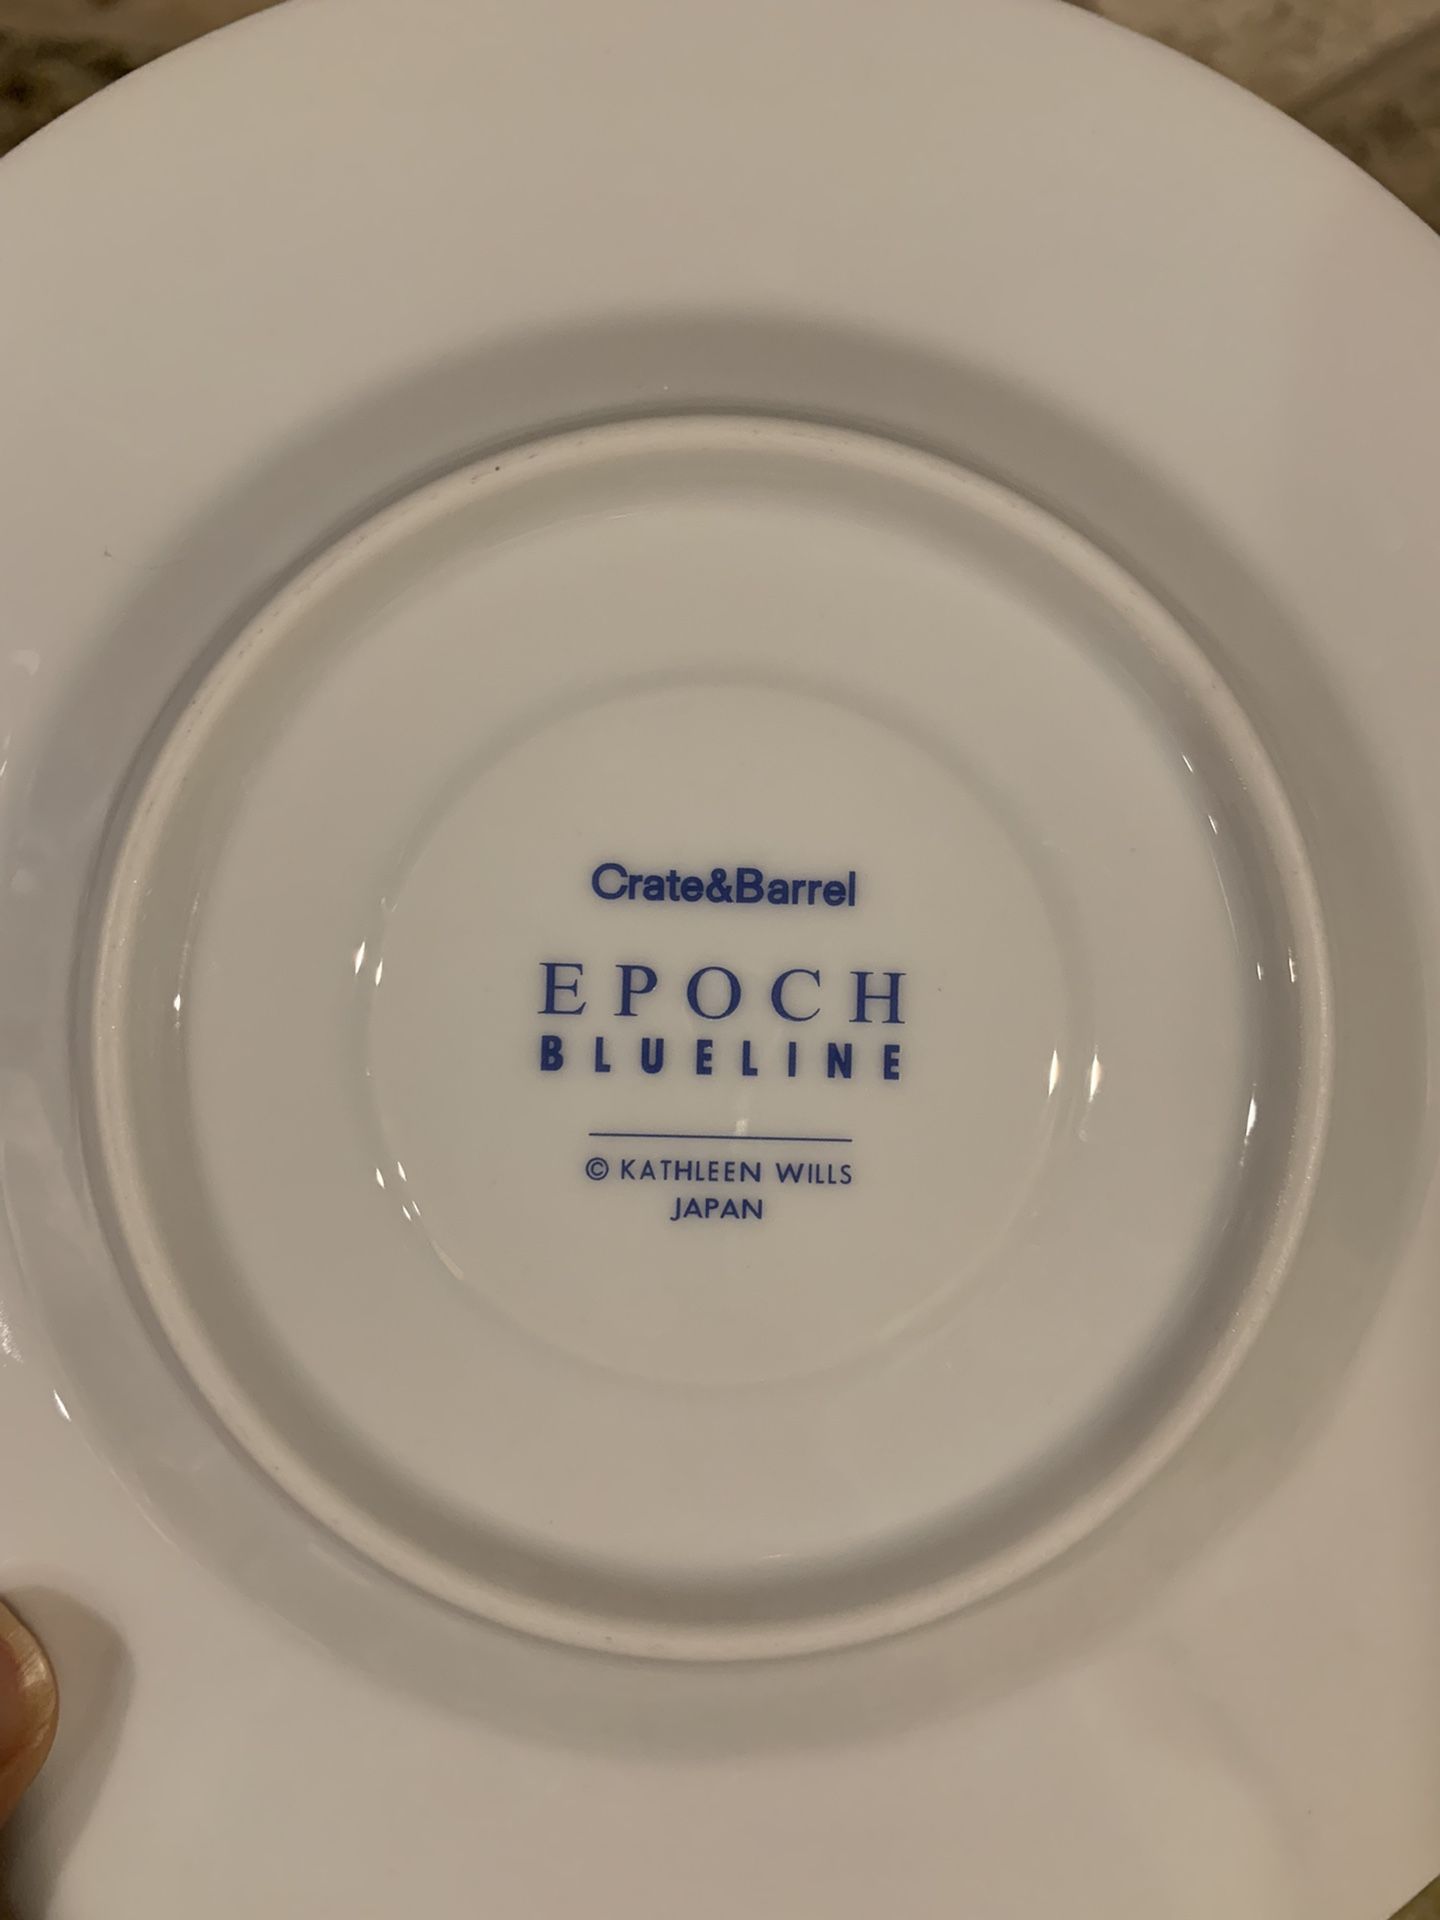 Crate&Barrel
EPOCH
BLUELINE
© KATHLEEN WILLS
JAPAN